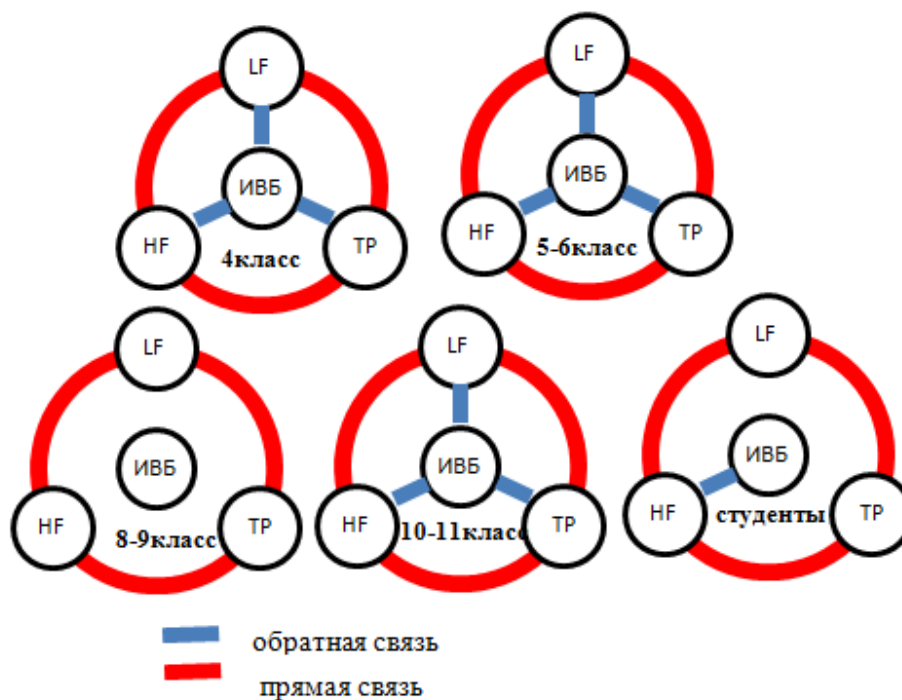 LF
ИВБ
HF
TP
4класс
LF
ИВБ
HF
TP
5-6класс
LF
ИВБ
HF
TP
8-9класс
LF
ИВБ
HF
TP
10-11класс
LF
ИВБ
HF
TP
студенты
обратная связь
прямая связь